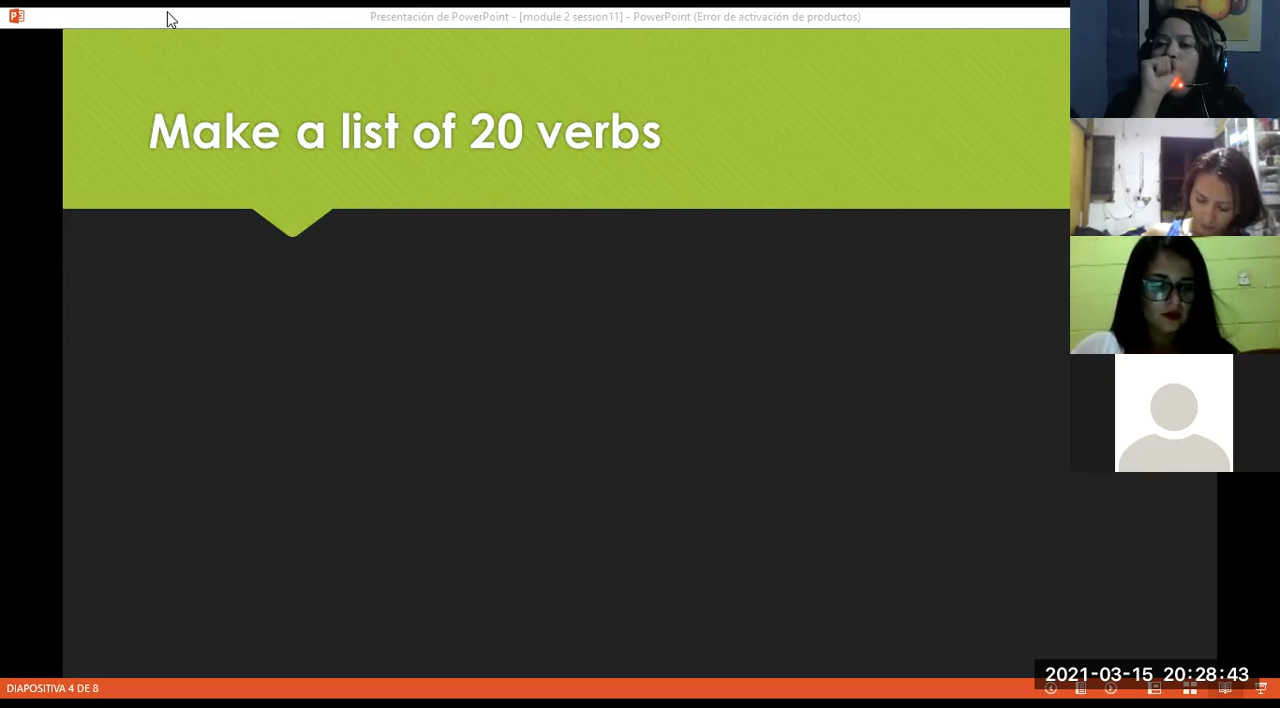 Presentación de PowerPoint - [module 2 session11] - PowerPoint (Error de activación de productos)
Make a list of 20 verbs
2021-03-15 20:28:43
DIAPOSITIVA 4 DE 8